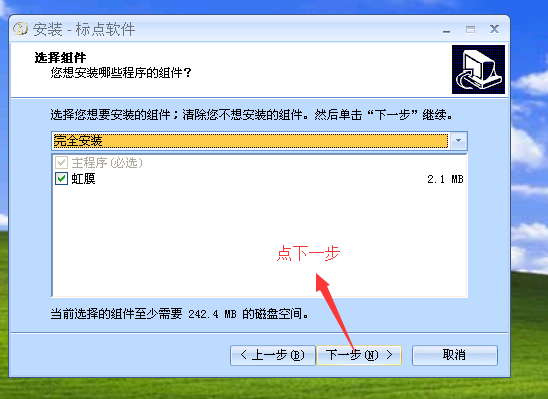 安装 - 标点软件
选择组件
您想安装哪些程序的组件？
选择您想要安装的组件；清除您不想安装的组件。然后单击“下一步”继续。
完全安装
主程序(必选)
虹膜 2.1 MB
点下一步
当前选择的组件至少需要 242.4 MB 的磁盘空间。
< 上一步(B) 下一步(N) > 取消